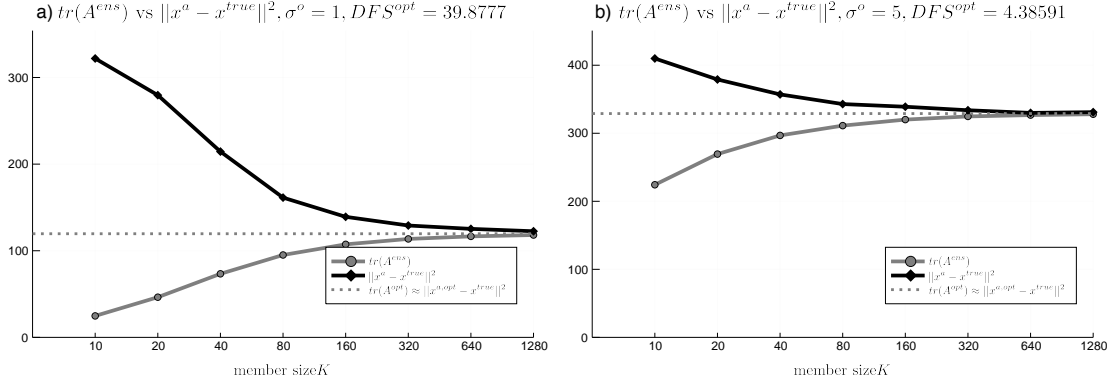 a) tr(A^{ens}) vs ||x^a − x^{true}||^2, σ^o = 1, DFS^{opt} = 39.8777
300
200
100
0
10 20 40 80 160 320 640 1280
member sizeK
tr(A^{ens})
||x^a − x^{true}||^2
tr(A^{opt}) ≈ ||x^{a,opt} − x^{true}||^2
b) tr(A^{ens}) vs ||x^a − x^{true}||^2, σ^o = 5, DFS^{opt} = 4.38591
400
300
200
100
0
10 20 40 80 160 320 640 1280
member sizeK
tr(A^{ens})
||x^a − x^{true}||^2
tr(A^{opt}) ≈ ||x^{a,opt} − x^{true}||^2